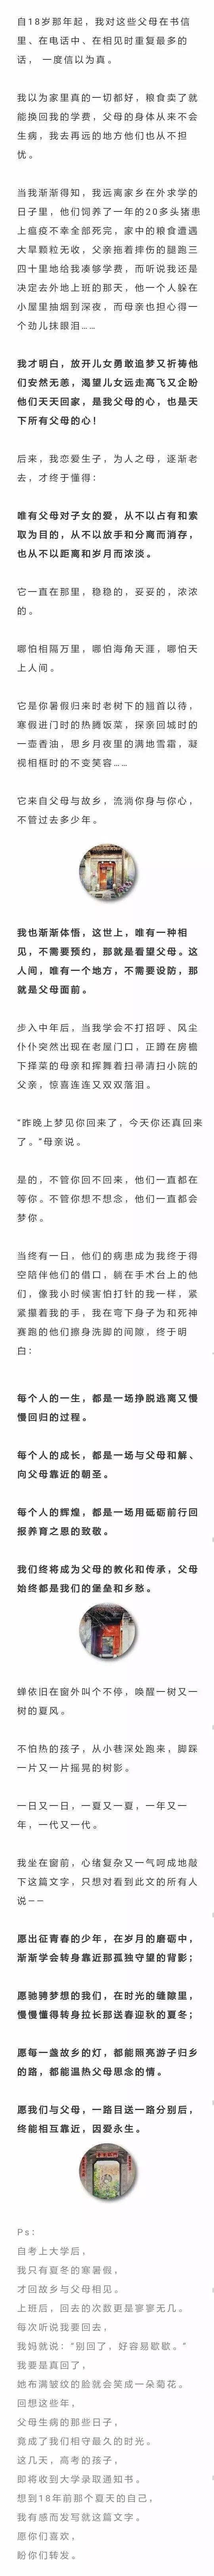 自18岁那年起，我对这些父母在书信
里、在电话中、在相见时重复最多的
话，一度信以为真。
我以为家里真的一切都好，粮食卖了就
能换回我的学费，父母的身体从来不会
生病，我去再远的地方他们也从不担
忧。
当我渐渐得知，我远离家乡在外求学的
日子里，他们饲养了一年的20多头猪患
上瘟疫不幸全部死完，家中的粮食遭遇
大旱颗粒无收，父亲拖着摔伤的腿跑三
四十里地给我凑够学费，而听说我还是
决定去外地上班的那天，他一个人躲在
小屋里抽烟到深夜，而母亲也担心得一
个劲儿抹眼泪……
我才明白，放开儿女勇敢追梦又祈祷他
们安然无恙，渴望儿女远走高飞又企盼
他们天天回家，是我父母的心，也是天
下所有父母的心！
后来，我恋爱生子，为人之母，逐渐老
去，才终于懂得：
唯有父母对子女的爱，从不以占有和索
取为目的，从不以放手和分离而消存，
也从不以距离和岁月而浓淡。
它一直在那里，稳稳的，妥妥的，浓浓
的。
哪怕相隔万里，哪怕海角天涯，哪怕天
上人间。
它是你暑假归来时老树下的翘首以待，
寒假进门时的热腾饭菜，探亲回城时的
一壶香油，思乡月夜里的满地雪霜，凝
视相框时的不变笑容……
它来自父母与故乡，流淌你身与你心，
不管过去多少年。
我也渐渐体悟，这世上，唯有一种相
见，不需要预约，那就是看望父母。这
人间，唯有一个地方，不需要设防，那
就是父母面前。
步入中年后，当我学会不打招呼、风尘
仆仆突然出现在老屋门口，正蹲在房檐
下择菜的母亲和挥舞着扫帚清扫小院的
父亲，惊喜连连又双双落泪。
“昨晚上梦见你回来了，今天你还真回来
了。”母亲说。
是的，不管你回不回来，他们一直都在
等你。不管你想不想念，他们一直都会
梦你。
当终有一日，他们的病患成为我终于得
空陪伴他们的借口，躺在手术台上的他
们，像我小时候害怕打针的我一样，紧
紧攥着我的手，我在弯下身子为和死神
赛跑的他们擦身洗脚的间隙，终于明
白：
每个人的一生，都是一场挣脱逃离又慢
慢回归的过程。
每个人的成长，都是一场与父母和解、
向父母靠近的朝圣。
每个人的辉煌，都是一场用砥砺前行回
报养育之恩的致敬。
我们终将成为父母的教化和传承，父母
始终都是我们的堡垒和乡愁。
蝉依旧在窗外叫个不停，唤醒一树又一
树的夏风。
不怕热的孩子，从小巷深处跑来，脚踩
一片又一片摇晃的树影。
一日又一日，一夏又一夏，一年又一
年，一代又一代。
我坐在窗前，心绪复杂又一气呵成地敲
下这篇文字，只想对看到此文的所有人
说——
愿出征青春的少年，在岁月的磨砺中，
渐渐学会转身靠近那孤独守望的背影；
愿驰骋梦想的我们，在时光的缝隙里，
慢慢懂得转身拉长那送春迎秋的夏冬；
愿每一盏故乡的灯，都能照亮游子归乡
的路，都能温热父母思念的情。
愿我们与父母，一路目送一路分别后，
终能相互靠近，因爱永生。
Ps：
自考上大学后，
我只有夏冬的寒暑假，
才回故乡与父母相见。
上班后，回去的次数更是寥寥无几。
每次听说我要回去，
我妈就说：“别回了，好容易歇歇。”
我要是真回了，
她布满皱纹的脸就会笑成一朵菊花。
回想这些年，
父母生病的那些日子，
竟成了我们相守最久的时光。
这几天，高考的孩子，
即将收到大学录取通知书。
想到18年前那个夏天的自己，
我有感而发写就这篇文字。
愿你们喜欢，
盼你们转发。